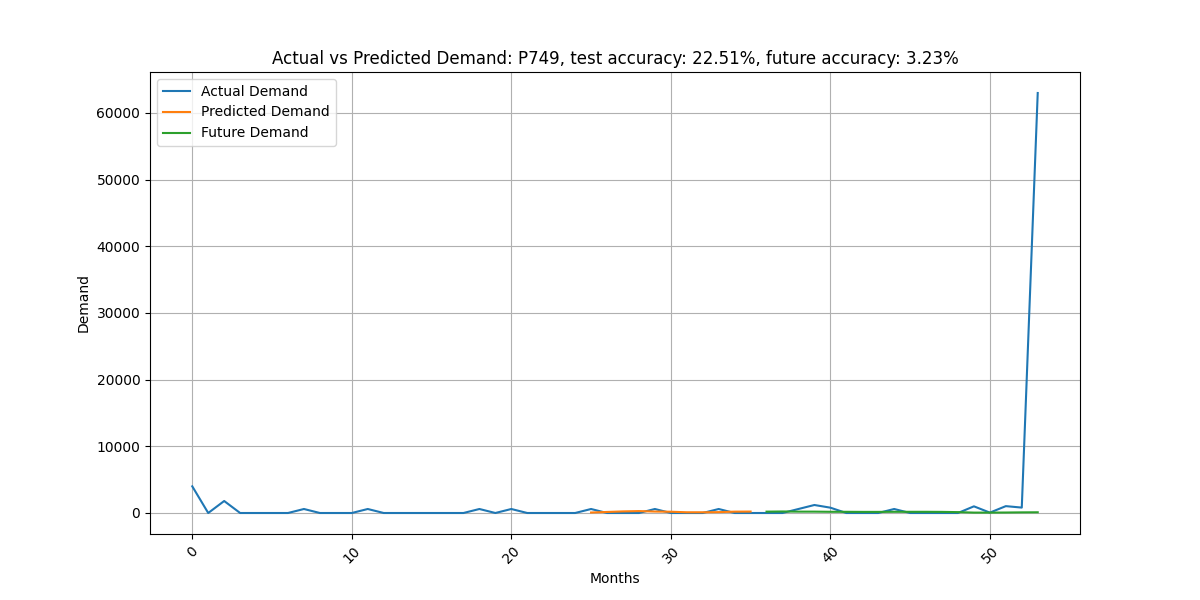 Actual vs Predicted Demand: P749, test accuracy: 22.51%, future accuracy: 3.23%
Actual Demand
Predicted Demand
Future Demand
60000
50000
40000
30000
20000
10000
0
Demand
0
10
20
30
40
50
Months